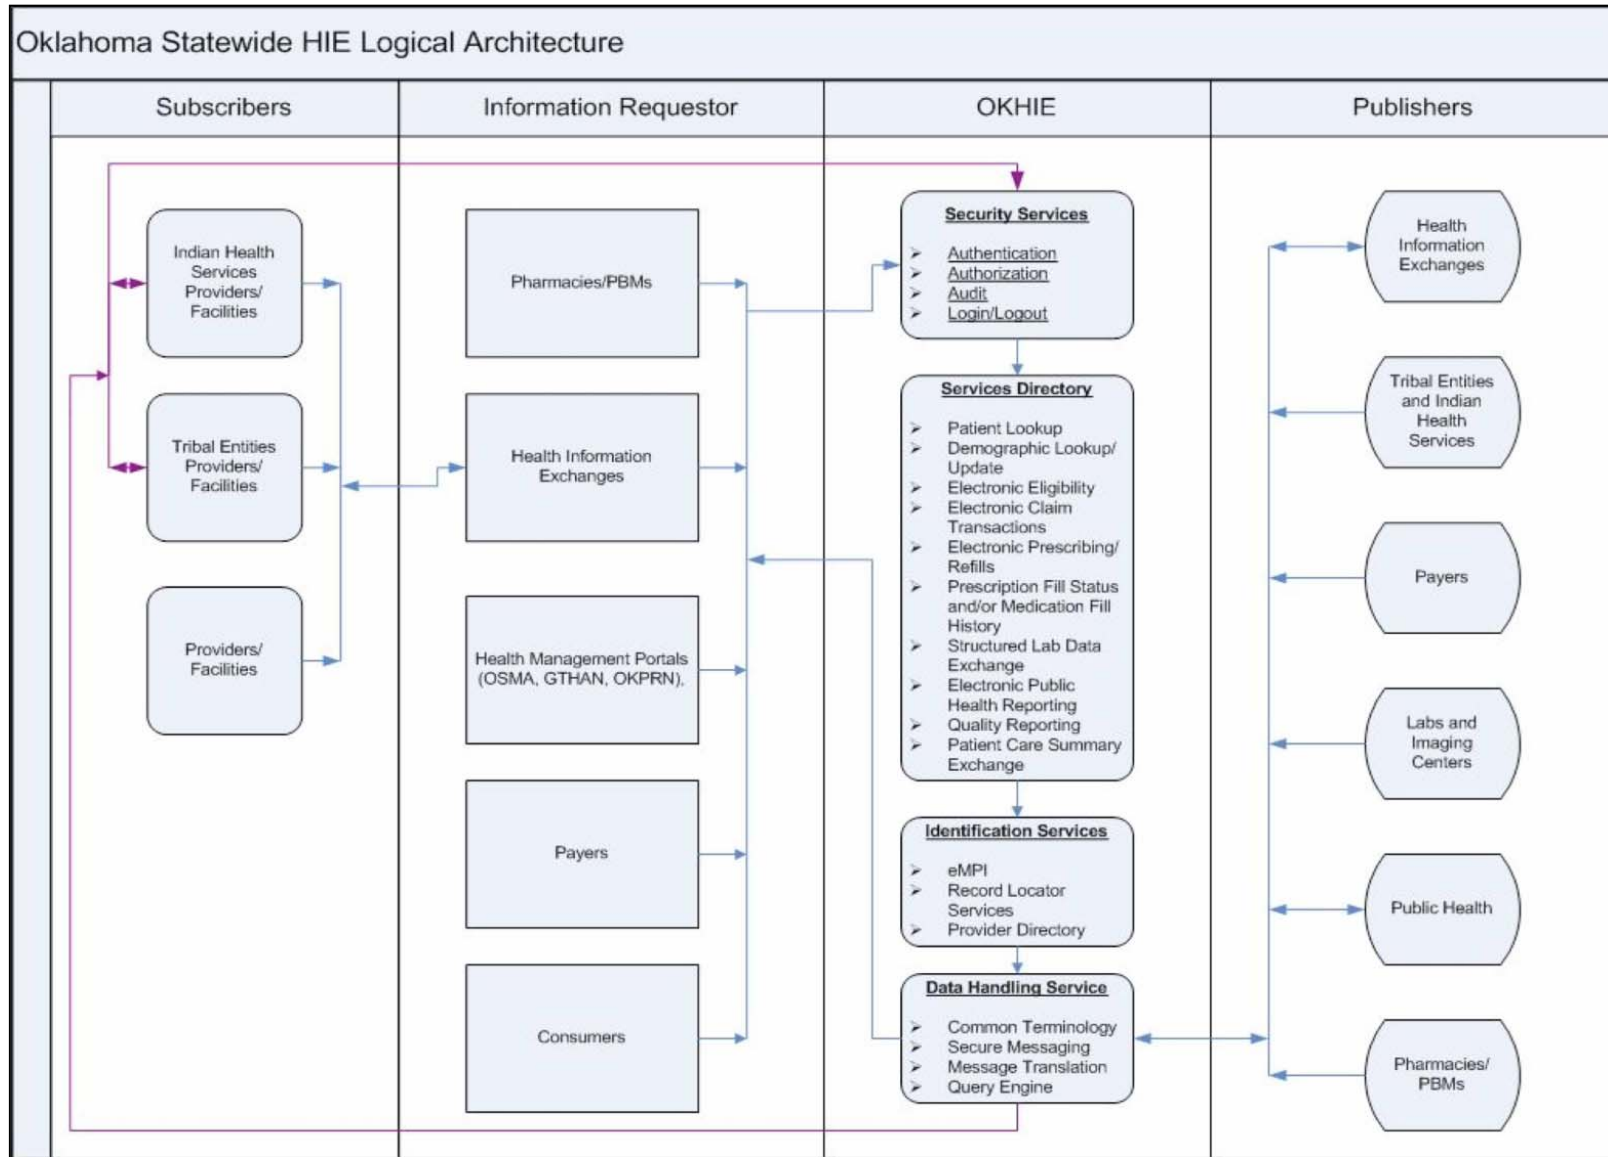 Oklahoma Statewide HIE Logical Architecture
Subscribers
Information Requestor
OKHIE
Publishers
Indian Health
Services
Providers/
Facilities
Tribal Entities
Providers/
Facilities
Providers/
Facilities
Pharmacies/PBMs
Health Information
Exchanges
Health Management Portals
(OSMA, GTHAN, OKPRN).
Payers
Consumers
Security Services
Authentication
Authorization
Audit
Login/Logout
Services Directory
Patient Lookup
Demographic Lookup/
Update
Electronic Eligibility
Electronic Claim
Transactions
Electronic Prescribing/
Refills
Prescription Fill Status
and/or Medication Fill
History
Structured Lab Data
Exchange
Electronic Public
Health Reporting
Quality Reporting
Patient Care Summary
Exchange
Identification Services
eMPI
Record Locator
Services
Provider Directory
Data Handling Service
Common Terminology
Secure Messaging
Message Translation
Query Engine
Health
Information
Exchanges
Tribal Entities
and Indian
Health
Services
Payers
Labs and
Imaging
Centers
Public Health
Pharmacies/
PBMs